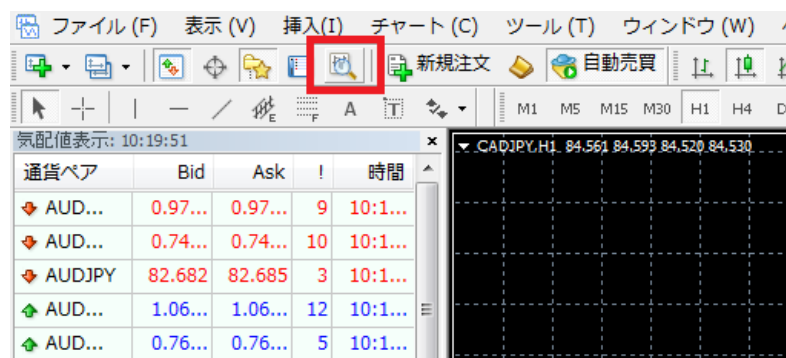 ファイル (F) 表示 (V) 挿入(I) チャート (C) ツール (T) ウィンドウ (W)
新規注文 自動売買
E F A T M1 M5 M15 M30 H1 H4 D
気配値表示: 10:19:51 ×
CADJPY,H1 84.561 84.593 84.520 84.530
通貨ペア Bid Ask ! 時間
AUD... 0.97... 0.97... 9 10:1...
AUD... 0.74... 0.74... 10 10:1...
AUDJPY 82.682 82.685 3 10:1...
AUD... 1.06... 1.06... 12 10:1...
AUD... 0.76... 0.76... 5 10:1...